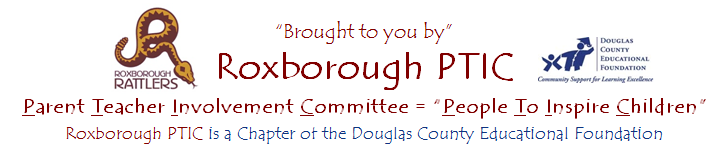 "Brought to you by"
ROXBOROUGH
RATTLERS
Roxborough PTIC
DOUGLAS
COUNTY
EDUCATIONAL
FOUNDATION
Community Support for Learning Excellence
Parent Teacher Involvement Committee = "People To Inspire Children"
Roxborough PTIC is a Chapter of the Douglas County Educational Foundation